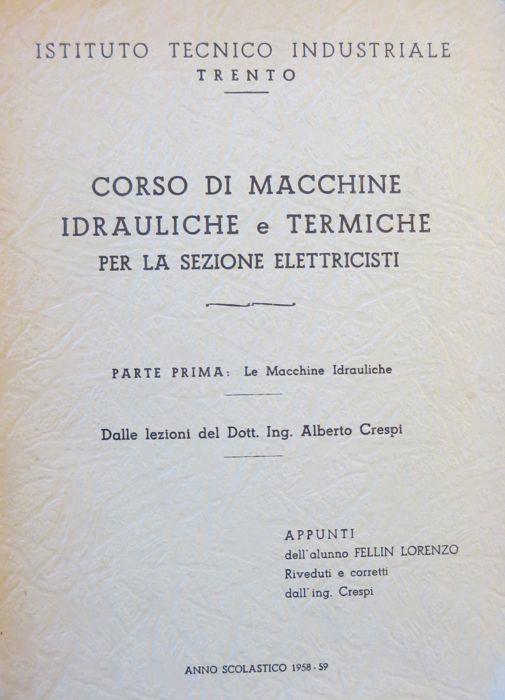 ISTITUTO TECNICO INDUSTRIALE
TRENTO
CORSO DI MACCHINE
IDRAULICHE e TERMICHE
PER LA SEZIONE ELETTRICISTI
PARTE PRIMA: Le Macchine Idrauliche
Dalle lezioni del Dott. Ing. Alberto Crespi
APPUNTI
dell'alunno FELLIN LORENZO
Riveduti e corretti
dall'ing. Crespi
ANNO SCOLASTICO 1958-59